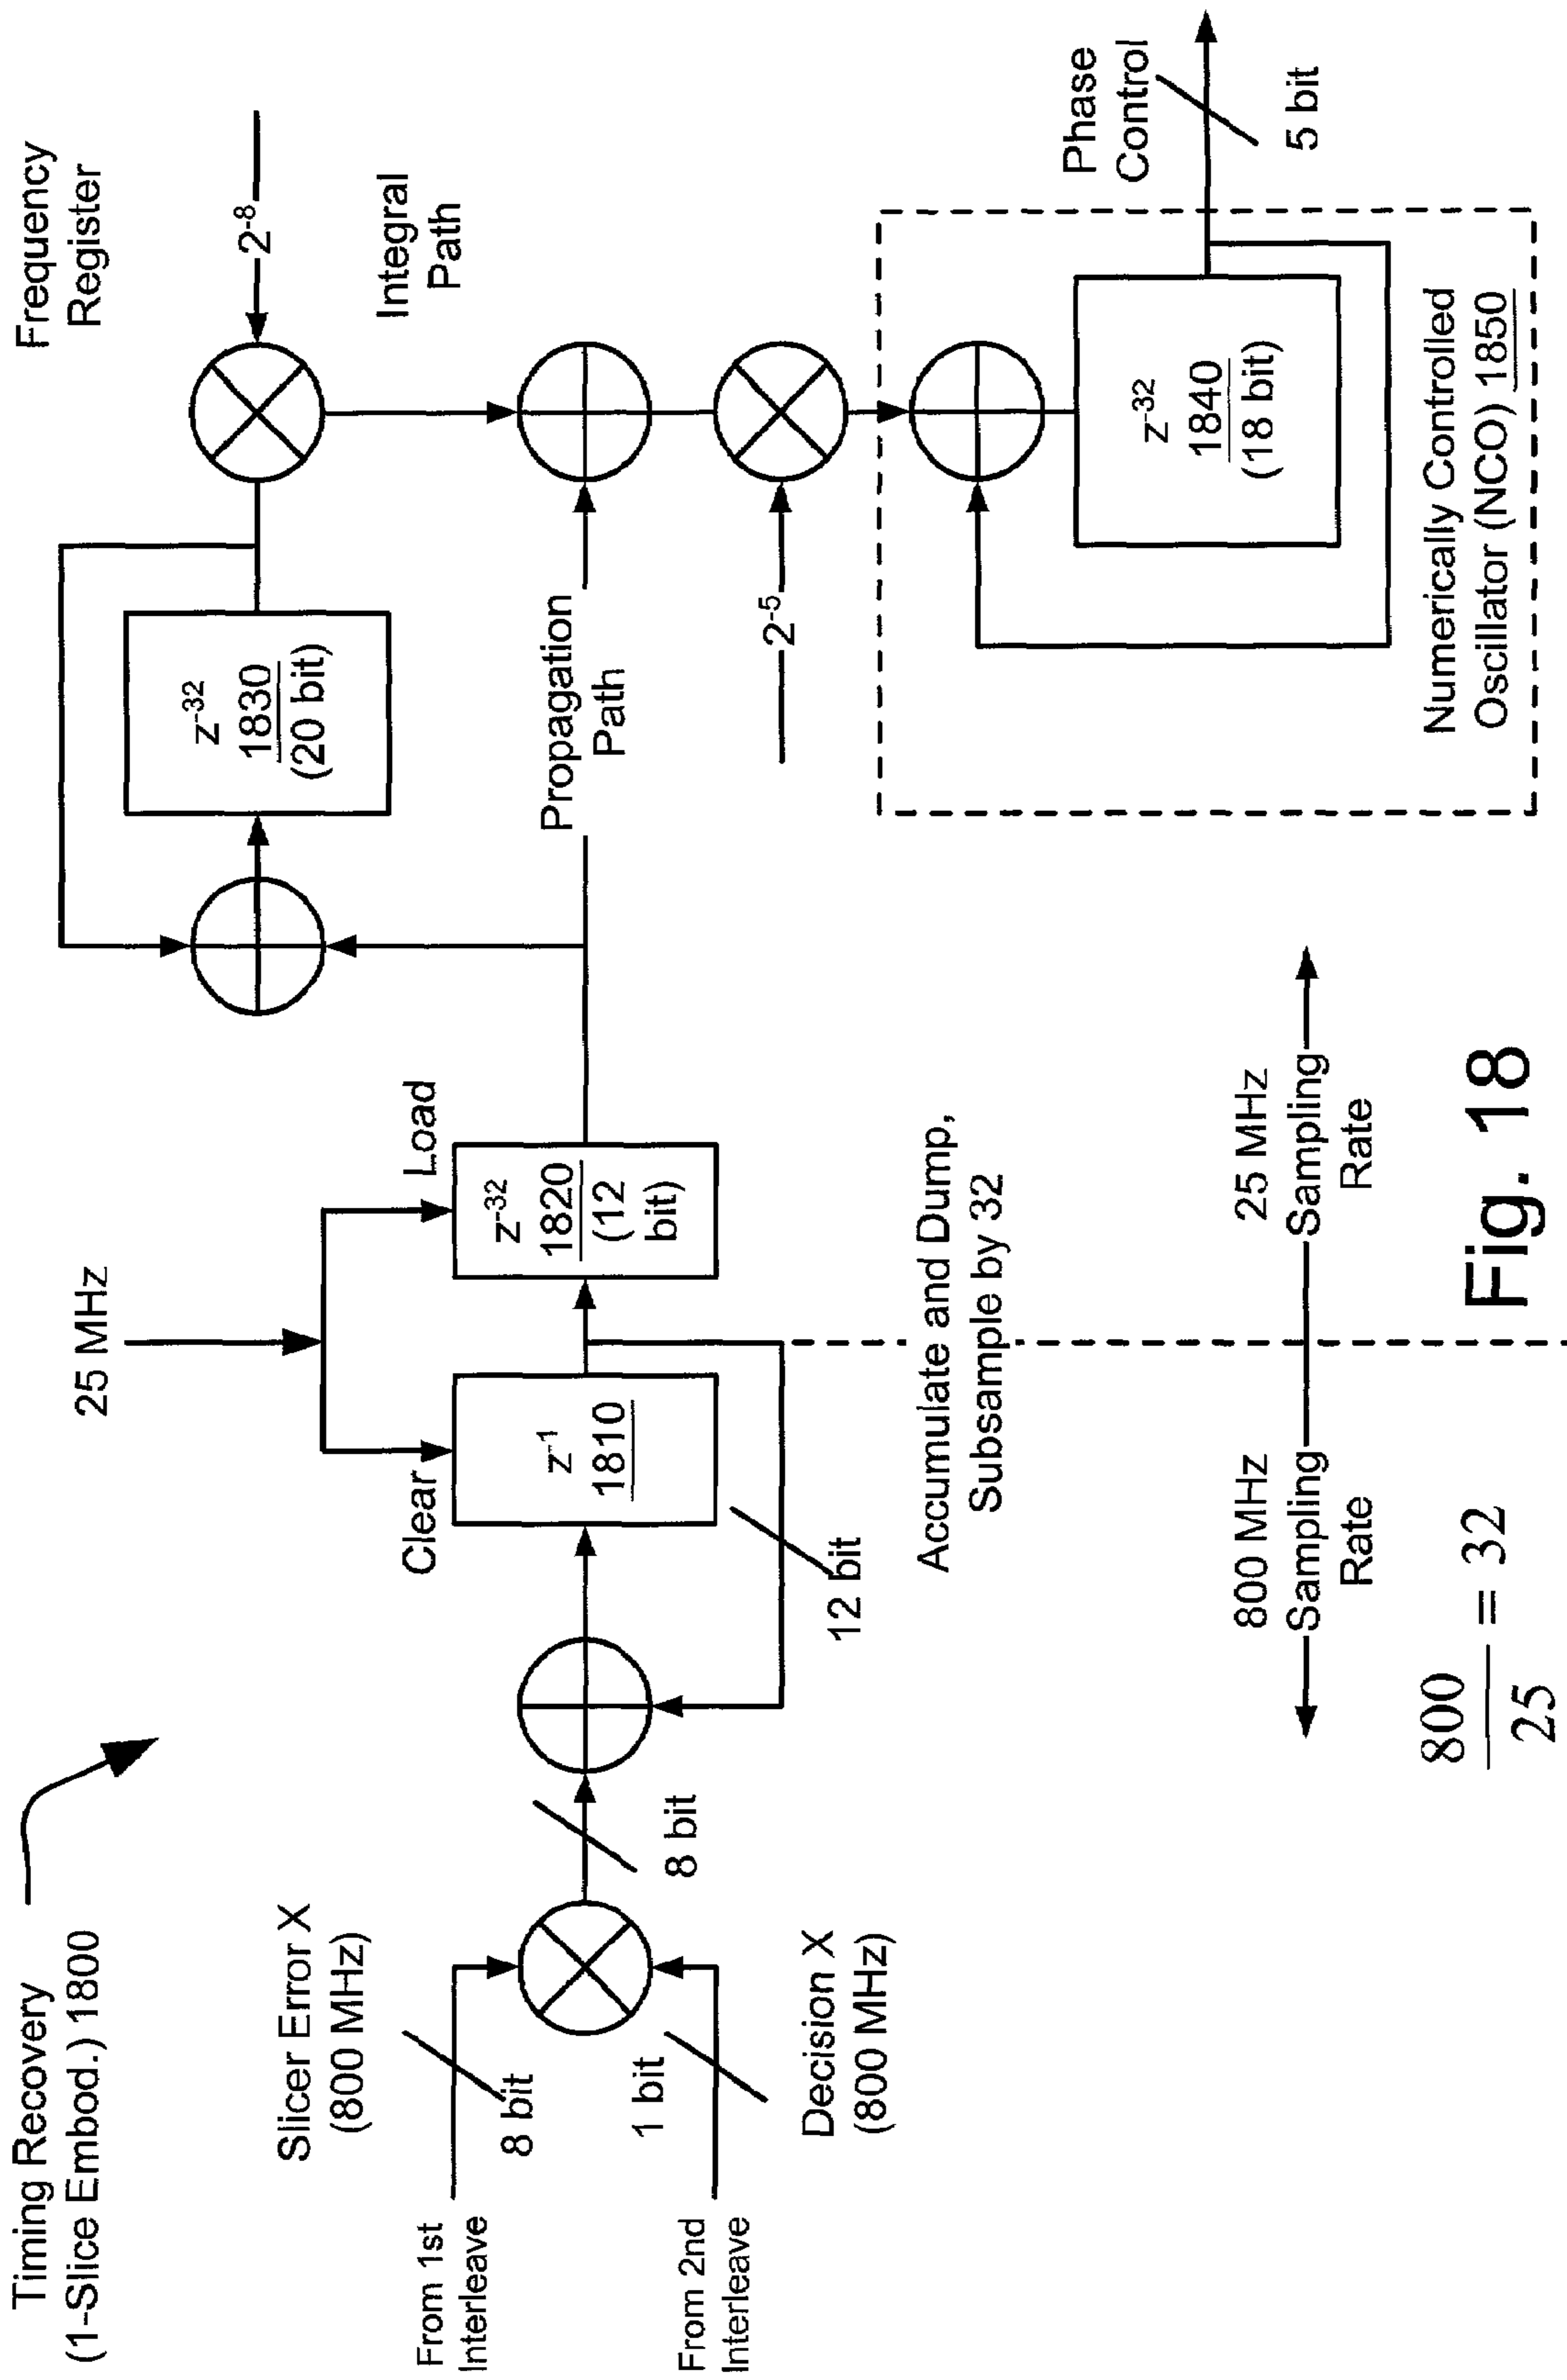 Timing Recovery
(1-Slice Embod.) 1800
25 MHz
Frequency
Register
2⁻⁸
Integral
Path
Clear
Load
z⁻¹
1810
z⁻³²
1820
(12
bit)
z⁻³²
1830
(20 bit)
Slicer Error X
(800 MHz)
From 1st
Interleave
8 bit
8 bit
1 bit
From 2nd
Interleave
Decision X
(800 MHz)
12 bit
Propagation
Path
2⁻⁵
Accumulate and Dump,
Subsample by 32
z⁻³²
1840
(18 bit)
Phase
Control
5 bit
Numerically Controlled
Oscillator (NCO) 1850
800 MHz
Sampling
Rate
25 MHz
Sampling
Rate
800
25
= 32
Fig. 18